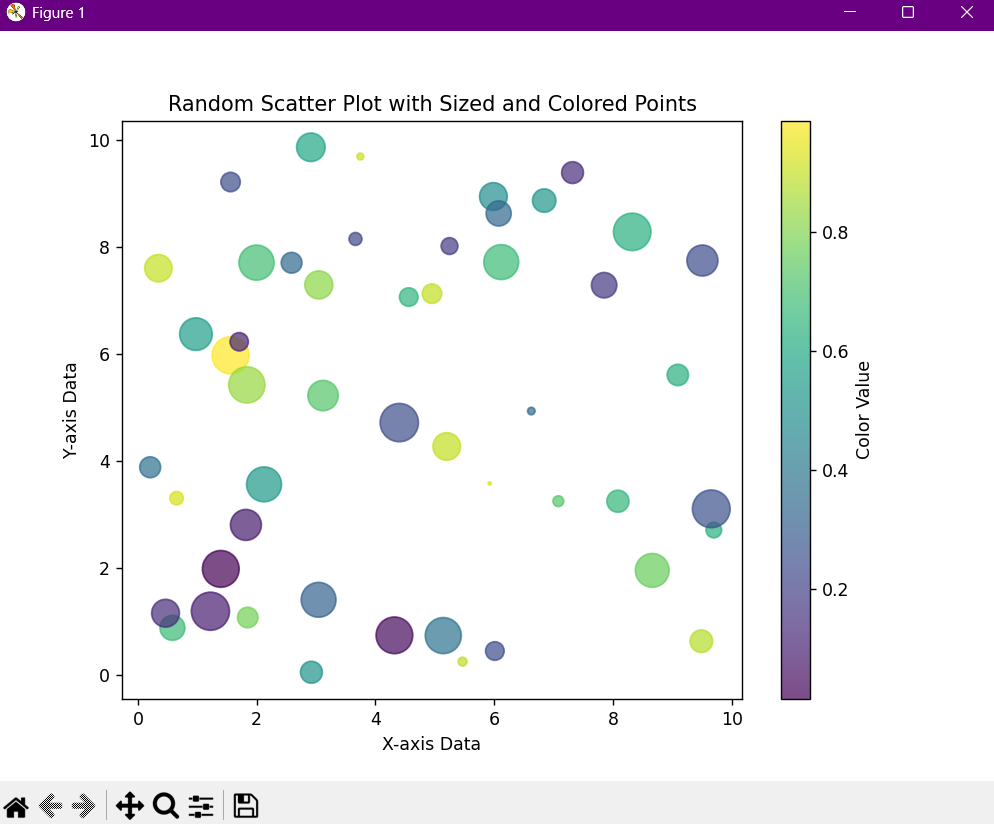 Figure 1
Random Scatter Plot with Sized and Colored Points
10
8
6
4
2
0
Y-axis Data
0 2 4 6 8 10
X-axis Data
0.8
0.6
0.4
0.2
Color Value